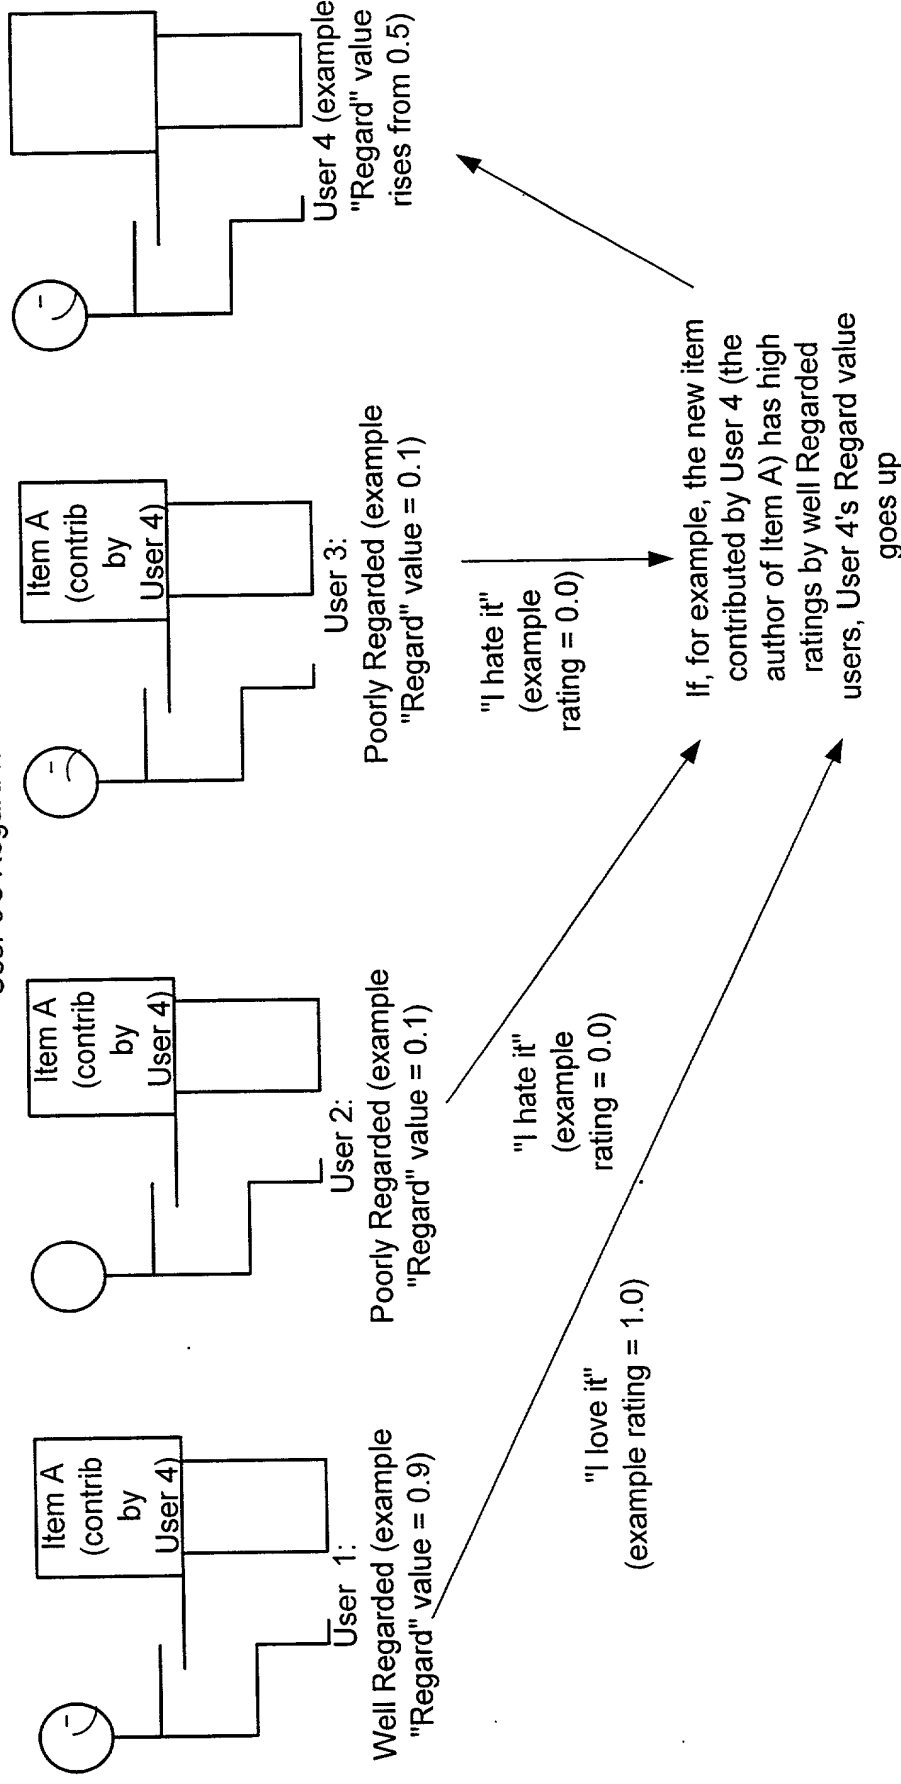 Item A
(contrib
by
User 4)
User 1:
Well Regarded (example
"Regard" value = 0.9)
Item A
(contrib
by
User 4)
User 2:
Poorly Regarded (example
"Regard" value = 0.1)
Item A
(contrib
by
User 4)
User 3:
Poorly Regarded (example
"Regard" value = 0.1)
User 4 (example
"Regard" value
rises from 0.5)
"I love it"
(example rating = 1.0)
"I hate it"
(example
rating = 0.0)
"I hate it"
(example
rating = 0.0)
If, for example, the new item
contributed by User 4 (the
author of Item A) has high
ratings by well Regarded
users, User 4's Regard value
goes up